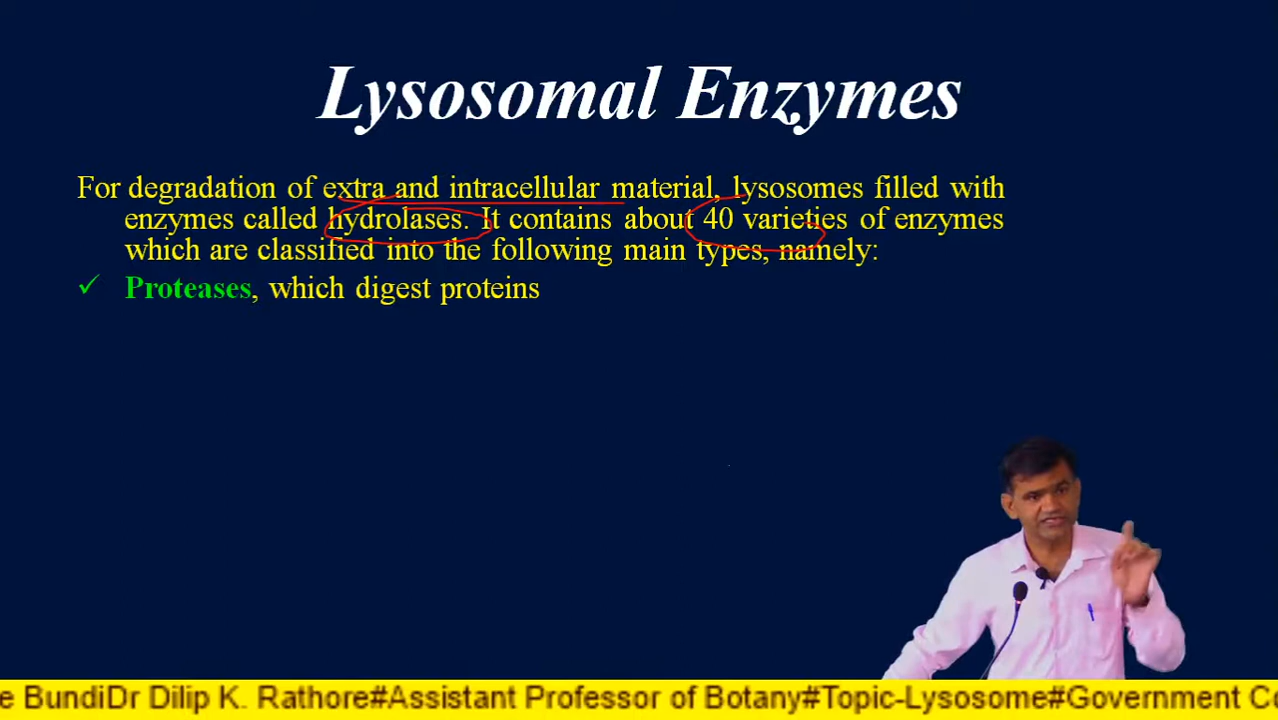 Lysosomal Enzymes
For degradation of extra and intracellular material, lysosomes filled with
enzymes called hydrolases. It contains about 40 varieties of enzymes
which are classified into the following main types, namely:
✓ Proteases, which digest proteins
e BundiDr Dilip K. Rathore#Assistant Professor of Botany#Topic-Lysosome#Government Co